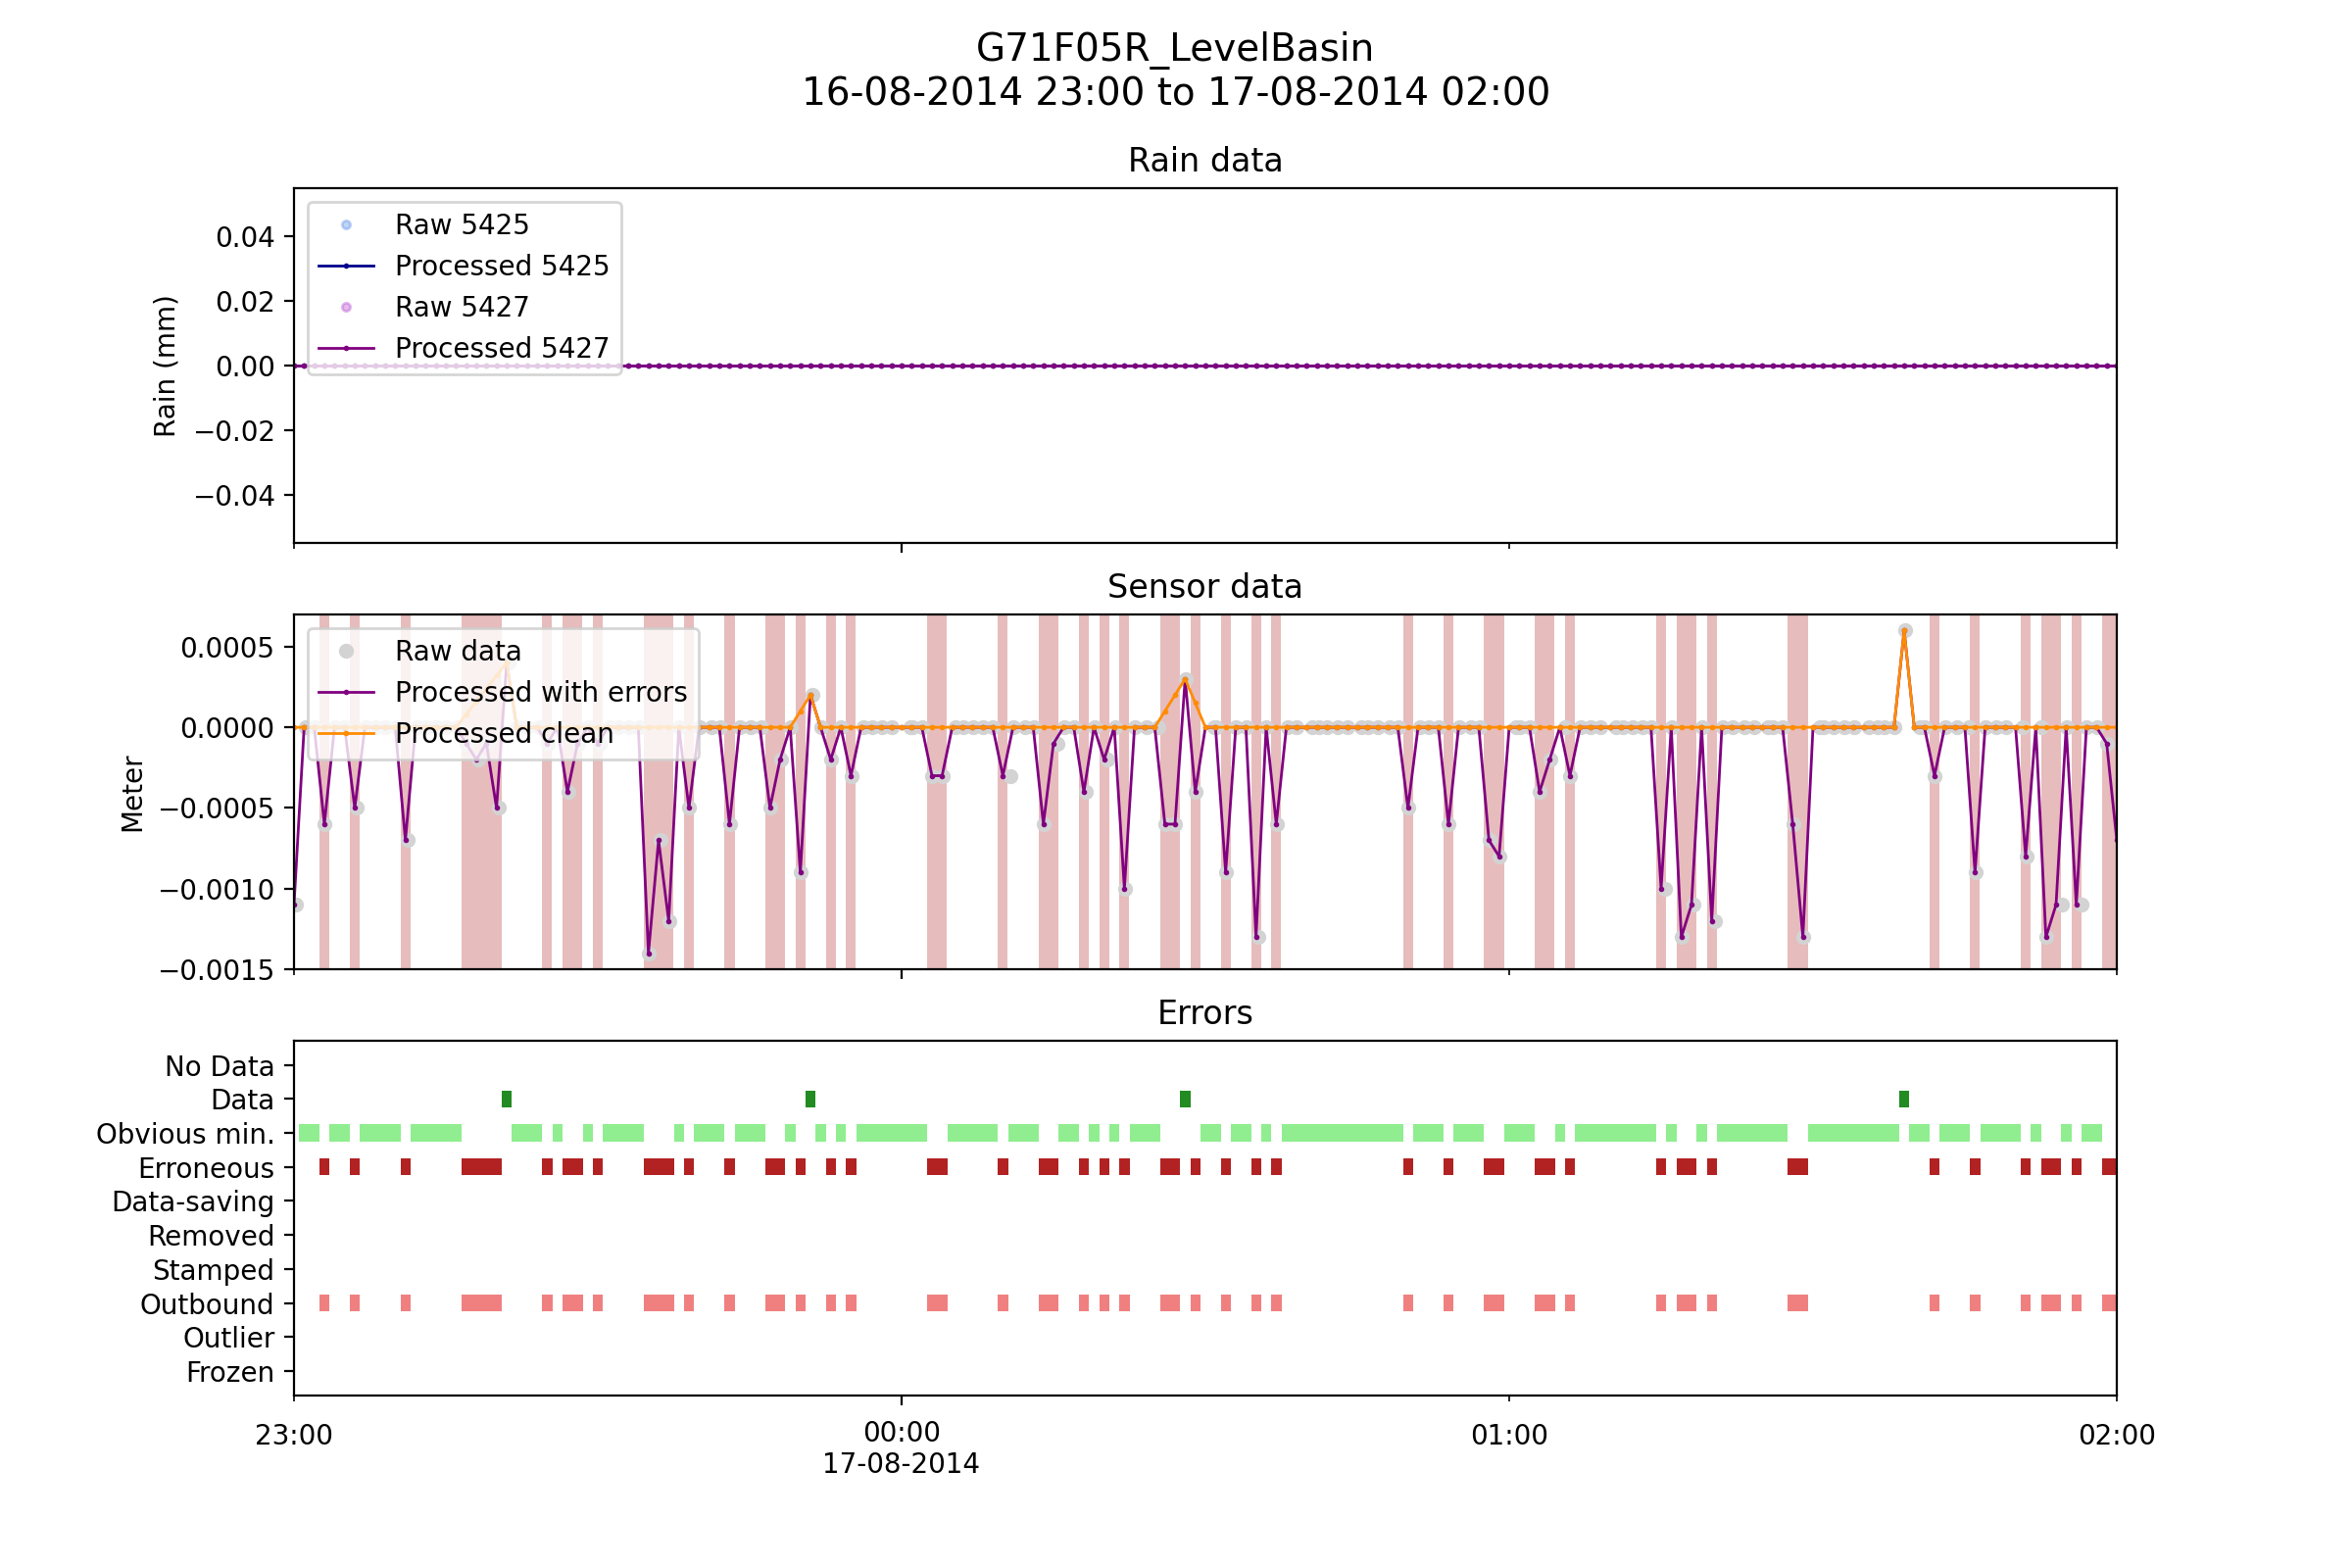 G71F05R_LevelBasin
16-08-2014 23:00 to 17-08-2014 02:00
Rain data
Raw 5425
Processed 5425
Raw 5427
Processed 5427
0.04
0.02
0.00
−0.02
−0.04
Rain (mm)
Sensor data
Raw data
Processed with errors
Processed clean
0.0005
0.0000
−0.0005
−0.0010
−0.0015
Meter
Errors
No Data
Data
Obvious min.
Erroneous
Data-saving
Removed
Stamped
Outbound
Outlier
Frozen
23:00
00:00
17-08-2014
01:00
02:00